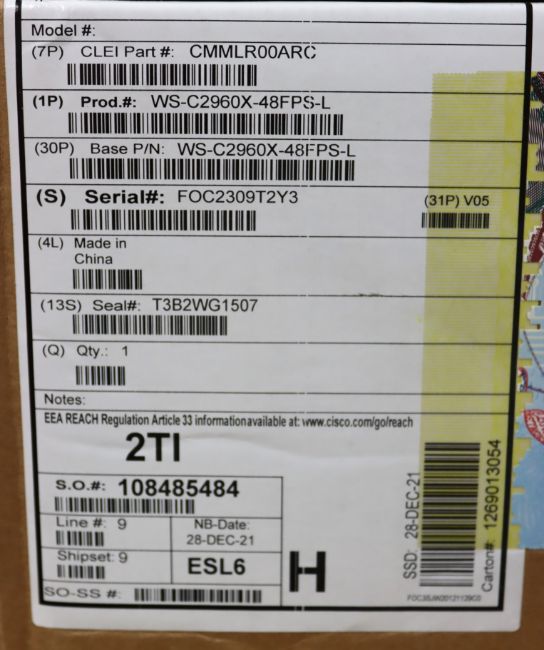 Model #:
(7P) CLEI Part #: CMMLR00ARC
(1P) Prod.#: WS-C2960X-48FPS-L
(30P) Base P/N: WS-C2960X-48FPS-L
(S) Serial#: FOC2309T2Y3
(31P) V05
(4L) Made in
China
(13S) Seal#: T3B2WG1507
(Q) Qty.: 1
Notes:
EEA REACH Regulation Article 33 information available at: www.cisco.com/go/reach
2TI
S.O.#: 108485484
Line #: 9
NB-Date:
28-DEC-21
Shipset: 9
ESL6
SO-SS #:
H
SSD: 28-DEC-21
Carton#: 1269013054